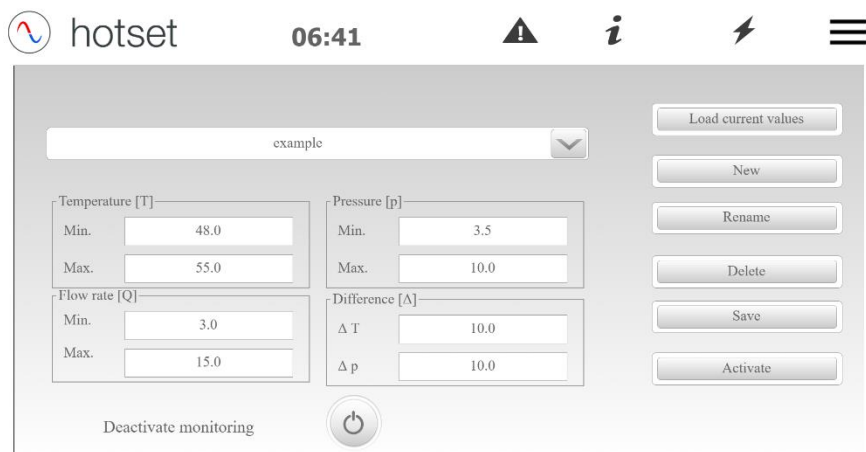 hotset 06:41
example
Temperature [T]
Min. 48.0
Max. 55.0
Pressure [p]
Min. 3.5
Max. 10.0
Flow rate [Q]
Min. 3.0
Max. 15.0
Difference [Δ]
Δ T 10.0
Δ p 10.0
Deactivate monitoring
Load current values
New
Rename
Delete
Save
Activate